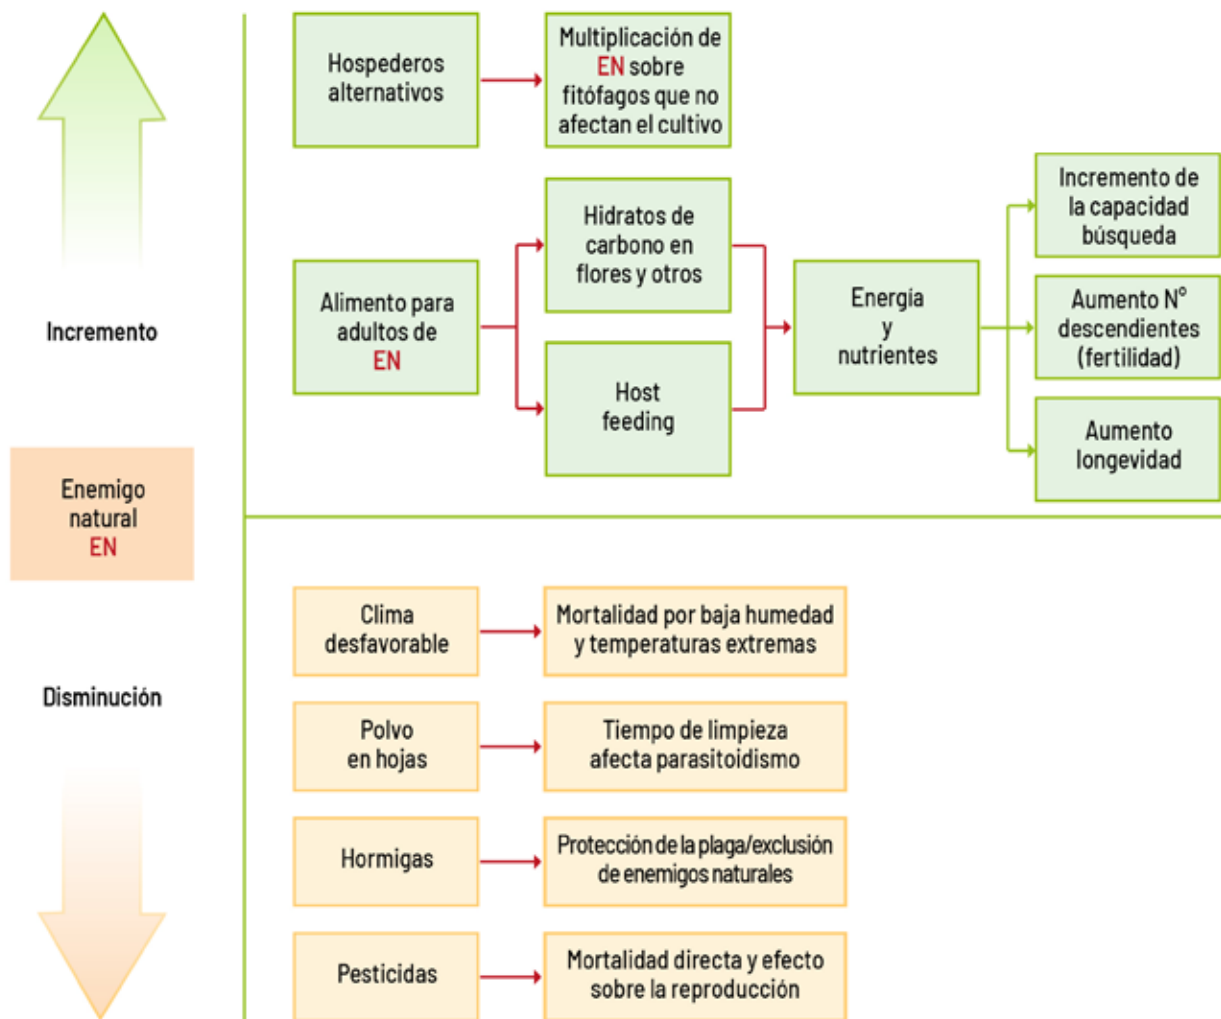 Incremento
Enemigo
natural
EN
Disminución
Hospederos
alternativos
Multiplicación de
EN sobre
fitófagos que no
afectan el cultivo
Alimento para
adultos de
EN
Hidratos de
carbono en
flores y otros
Host
feeding
Energía
y
nutrientes
Incremento de
la capacidad
búsqueda
Aumento N°
descendientes
(fertilidad)
Aumento
longevidad
Clima
desfavorable
Mortalidad por baja humedad
y temperaturas extremas
Polvo
en hojas
Tiempo de limpieza
afecta parasitoidismo
Hormigas
Protección de la plaga/exclusión
de enemigos naturales
Pesticidas
Mortalidad directa y efecto
sobre la reproducción